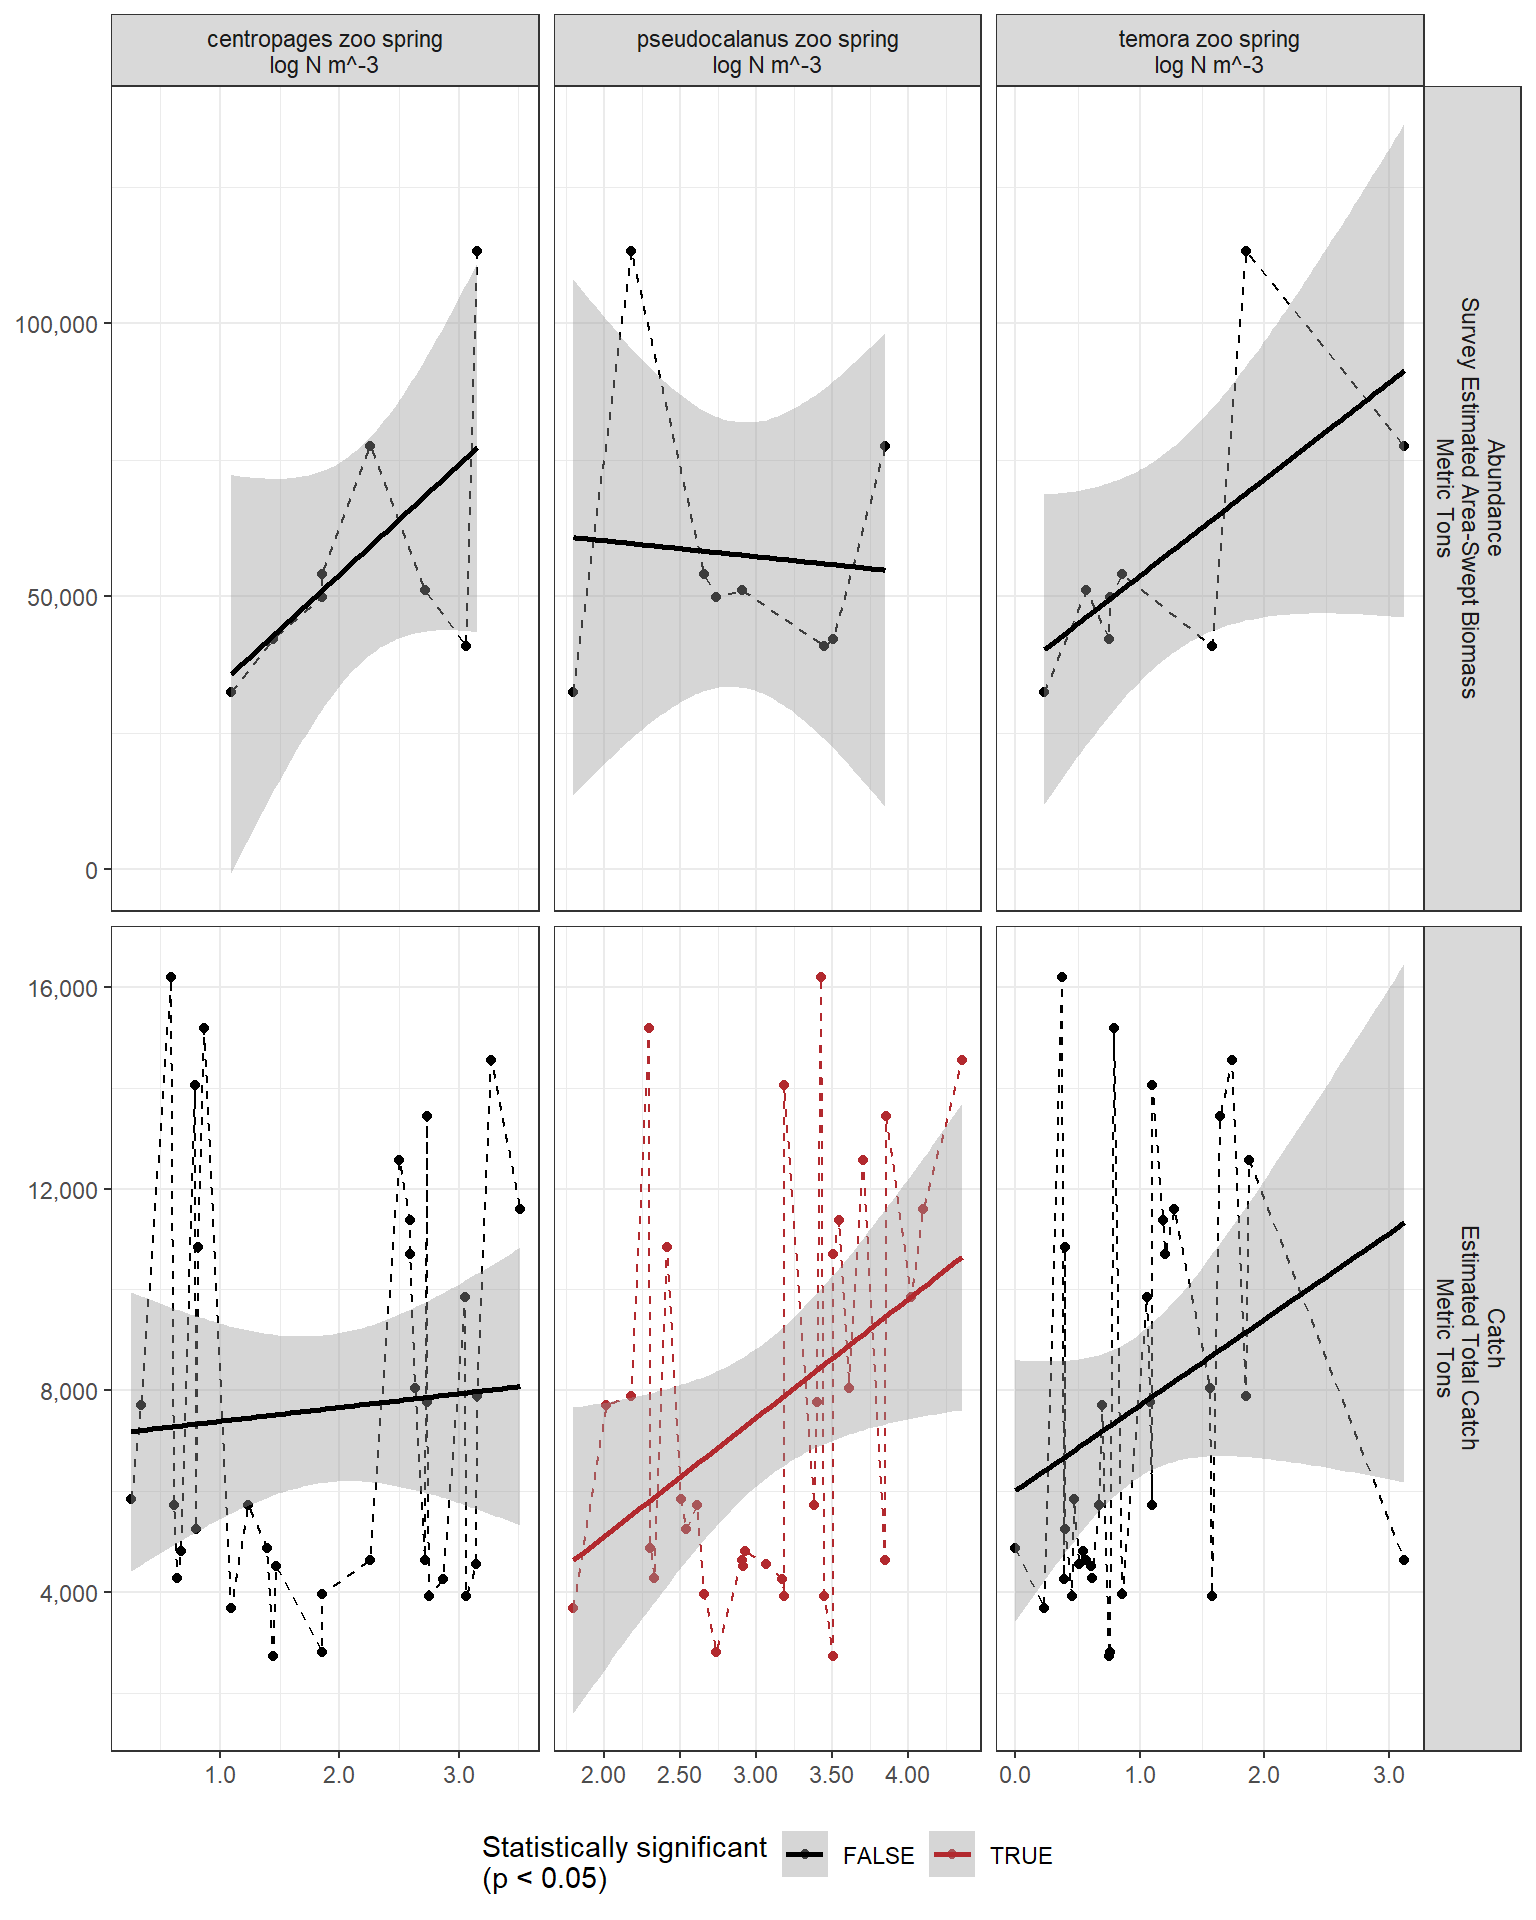 centropages zoo spring
log N m^-3
pseudocalanus zoo spring
log N m^-3
temora zoo spring
log N m^-3
100,000
50,000
0
Abundance
Survey Estimated Area-Swept Biomass
Metric Tons
16,000
12,000
8,000
4,000
Catch
Estimated Total Catch
Metric Tons
1.0 2.0 3.0
2.00 2.50 3.00 3.50 4.00
0.0 1.0 2.0 3.0
Statistically significant
(p < 0.05)
FALSE
TRUE